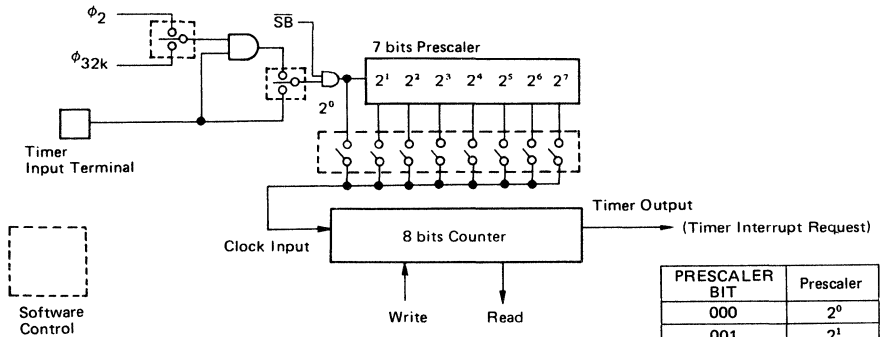 ϕ2
S̅B̅
ϕ32k
7 bits Prescaler
2¹ 2² 2³ 2⁴ 2⁵ 2⁶ 2⁷
2⁰
Timer
Input Terminal
Timer Output
(Timer Interrupt Request)
8 bits Counter
Clock Input
Write
Read
Software
Control
PRESCALER BIT Prescaler
000 2⁰
001 2¹